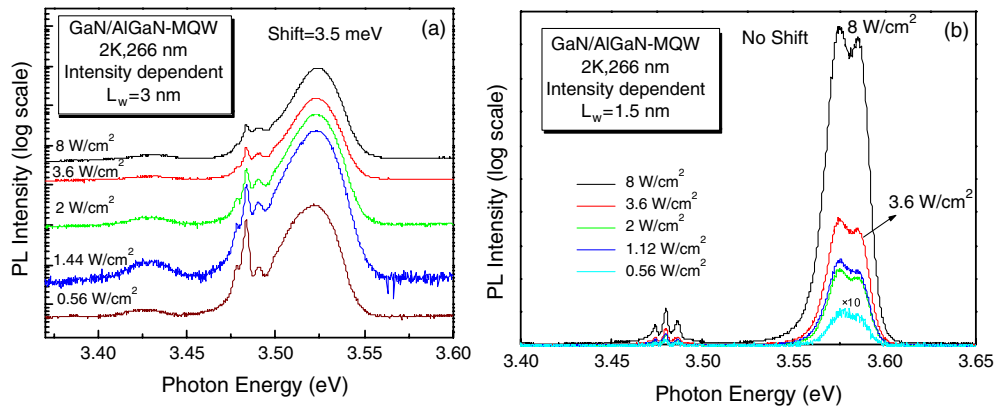 (a)
GaN/AlGaN-MQW
2K,266 nm
Intensity dependent
L_w=3 nm
Shift=3.5 meV
8 W/cm²
3.6 W/cm²
2 W/cm²
1.44 W/cm²
0.56 W/cm²
PL Intensity (log scale)
3.40 3.45 3.50 3.55 3.60
Photon Energy (eV)
(b)
GaN/AlGaN-MQW
2K,266 nm
Intensity dependent
L_w=1.5 nm
No Shift
8 W/cm²
3.6 W/cm²
8 W/cm²
3.6 W/cm²
2 W/cm²
1.12 W/cm²
0.56 W/cm²
×10
PL Intensity (log scale)
3.40 3.45 3.50 3.55 3.60 3.65
Photon Energy (eV)